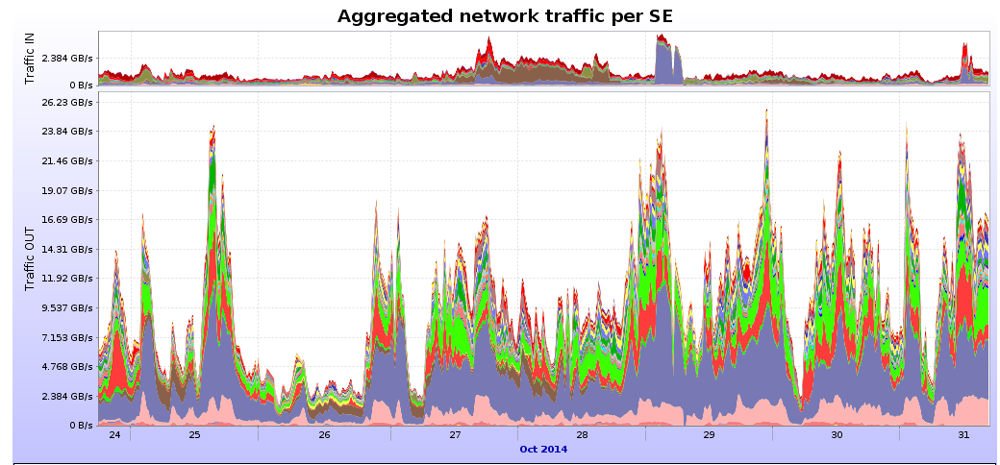 Aggregated network traffic per SE
Traffic IN
2.384 GB/s
0 B/s
Traffic OUT
26.23 GB/s
23.84 GB/s
21.46 GB/s
19.07 GB/s
16.69 GB/s
14.31 GB/s
11.92 GB/s
9.537 GB/s
7.153 GB/s
4.768 GB/s
2.384 GB/s
0 B/s
24 25 26 27 28 29 30 31
Oct 2014